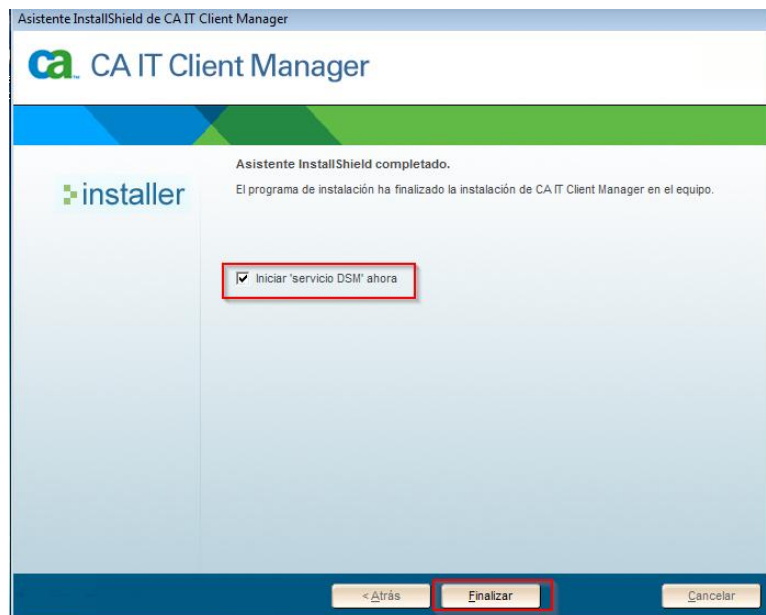 Asistente InstallShield de CA IT Client Manager
ca CA IT Client Manager
installer
Asistente InstallShield completado.
El programa de instalación ha finalizado la instalación de CA IT Client Manager en el equipo.
Iniciar 'servicio DSM' ahora
< Atrás
Finalizar
Cancelar